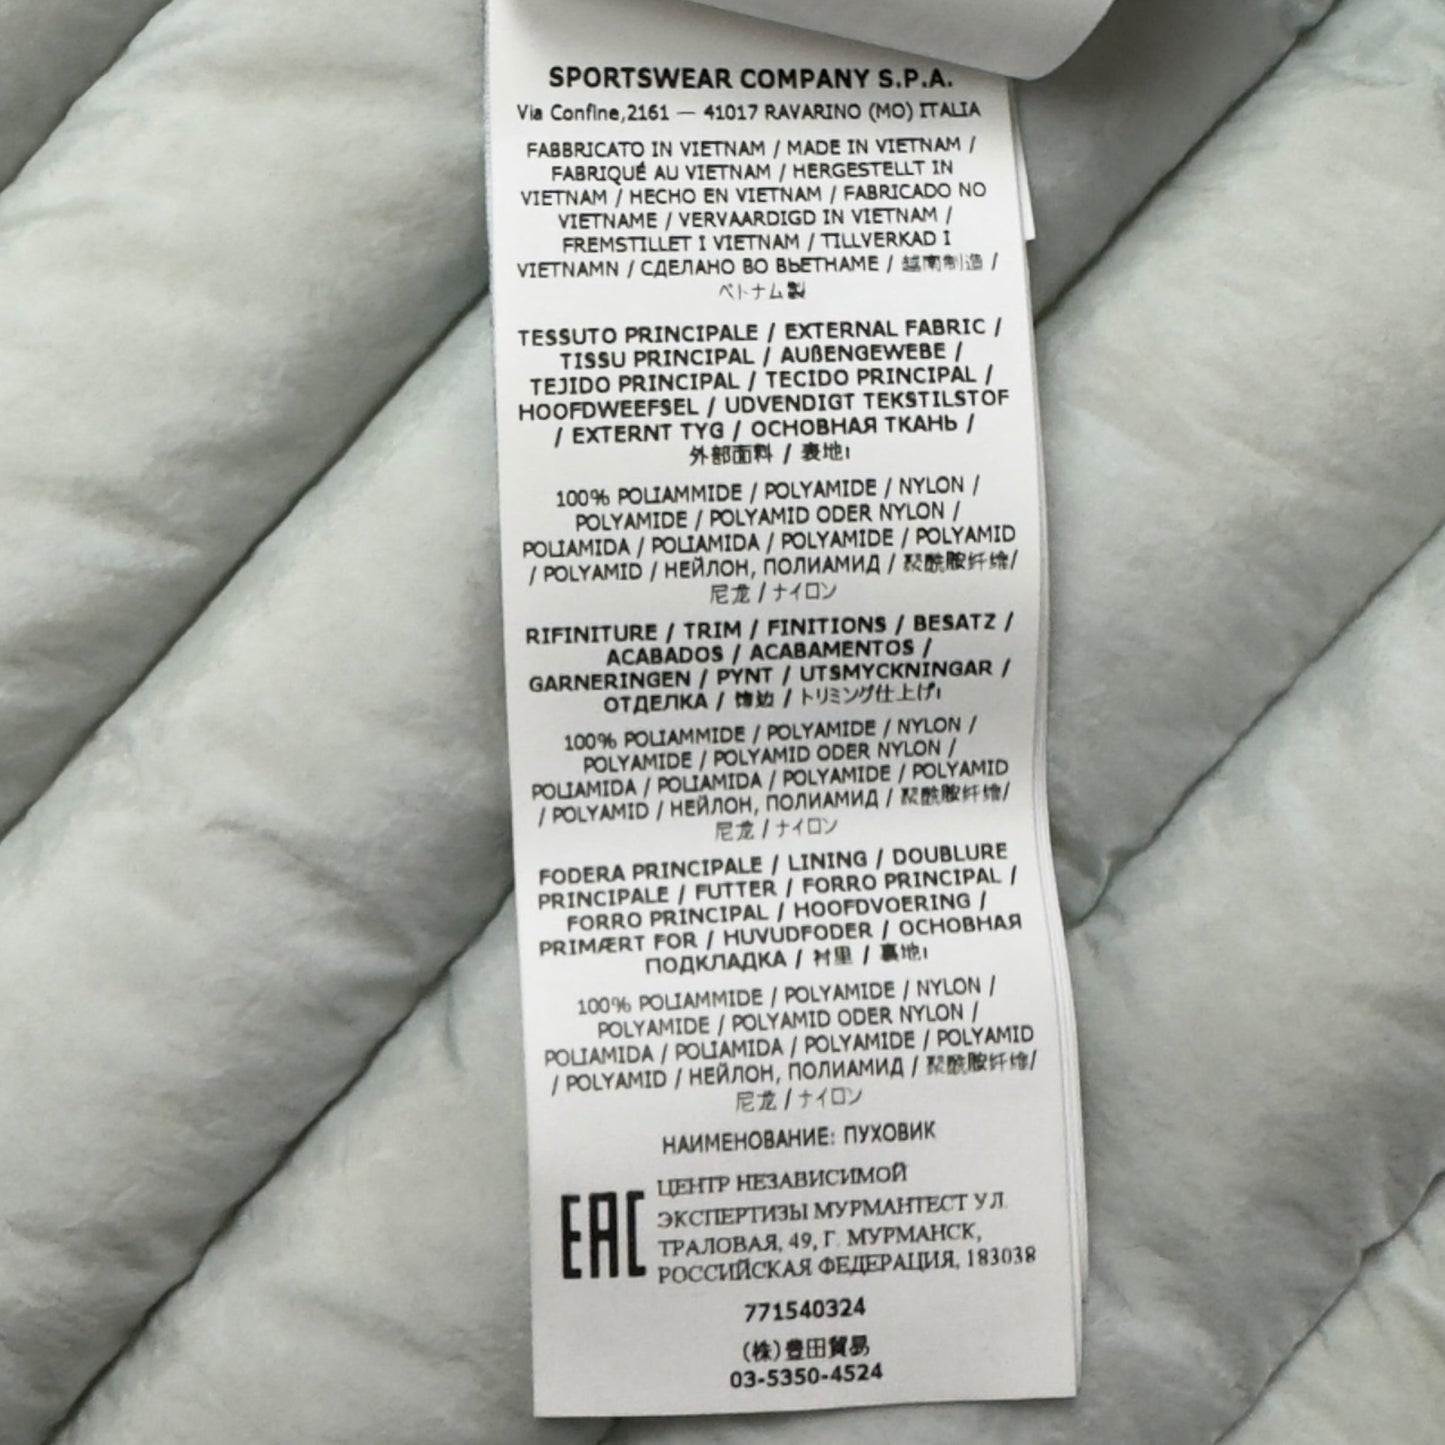 SPORTSWEAR COMPANY S.P.A.
Via Confine,2161 — 41017 RAVARINO (MO) ITALIA
FABBRICATO IN VIETNAM / MADE IN VIETNAM /
FABRIQUÉ AU VIETNAM / HERGESTELLT IN
VIETNAM / HECHO EN VIETNAM / FABRICADO NO
VIETNAME / VERVAARDIGD IN VIETNAM /
FREMSTILLET I VIETNAM / TILLVERKAD I
VIETNAMN / СДЕЛАНО ВО ВЬЕТНАМЕ / 越南制造 /
ベトナム製
TESSUTO PRINCIPALE / EXTERNAL FABRIC /
TISSU PRINCIPAL / AUßENGEWEBE /
TEJIDO PRINCIPAL / TECIDO PRINCIPAL /
HOOFDWEEFSEL / UDVENDIGT TEKSTILSTOF
/ EXTERNT TYG / ОСНОВНАЯ ТКАНЬ /
外部面料 / 表地
100% POLIAMMIDE / POLYAMIDE / NYLON /
POLYAMIDE / POLYAMID ODER NYLON /
POLIAMIDA / POLIAMIDA / POLYAMIDE / POLYAMID
/ POLYAMID / НЕЙЛОН, ПОЛИАМИД / 聚酰胺纤维/
尼龙 / ナイロン
RIFINITURE / TRIM / FINITIONS / BESATZ /
ACABADOS / ACABAMENTOS /
GARNERINGEN / PYNT / UTSMYCKNINGAR /
ОТДЕЛКА / 饰边 / トリミング仕上げ
100% POLIAMMIDE / POLYAMIDE / NYLON /
POLYAMIDE / POLYAMID ODER NYLON /
POLIAMIDA / POLIAMIDA / POLYAMIDE / POLYAMID
/ POLYAMID / НЕЙЛОН, ПОЛИАМИД / 聚酰胺纤维/
尼龙 / ナイロン
FODERA PRINCIPALE / LINING / DOUBLURE
PRINCIPALE / FUTTER / FORRO PRINCIPAL /
FORRO PRINCIPAL / HOOFDVOERING /
PRIMÆRT FOR / HUVUDFODER / ОСНОВНАЯ
ПОДКЛАДКА / 衬里 / 裏地
100% POLIAMMIDE / POLYAMIDE / NYLON /
POLYAMIDE / POLYAMID ODER NYLON /
POLIAMIDA / POLIAMIDA / POLYAMIDE / POLYAMID
/ POLYAMID / НЕЙЛОН, ПОЛИАМИД / 聚酰胺纤维/
尼龙 / ナイロン
НАИМЕНОВАНИЕ: ПУХОВИК
EAC
ЦЕНТР НЕЗАВИСИМОЙ
ЭКСПЕРТИЗЫ МУРМАНТЕСТ УЛ.
ТРАЛОВАЯ, 49, Г. МУРМАНСК,
РОССИЙСКАЯ ФЕДЕРАЦИЯ, 183038
771540324
(株)豊田貿易
03-5350-4524